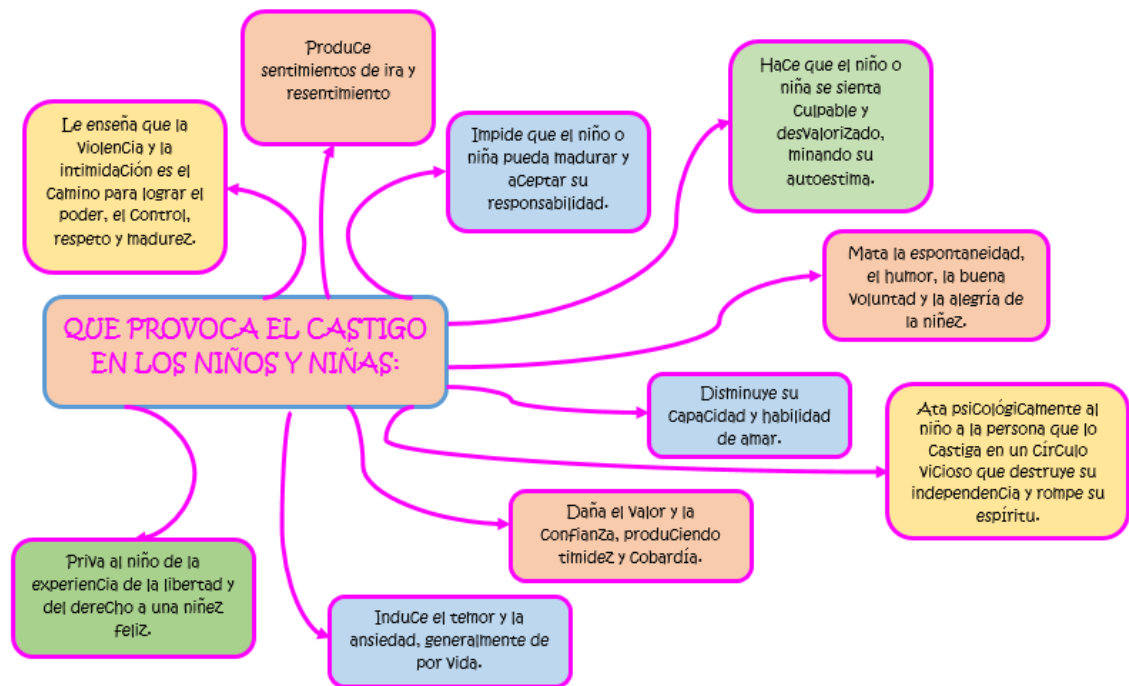 Produce
sentimientos de ira y
resentimiento
Hace que el niño o
niña se sienta
culpable y
desvalorizado,
minando su
autoestima.
Le enseña que la
violencia y la
intimidación es el
camino para lograr el
poder, el control,
respeto y madurez.
Impide que el niño o
niña pueda madurar y
aceptar su
responsabilidad.
Mata la espontaneidad,
el humor, la buena
voluntad y la alegría de
la niñez.
QUE PROVOCA EL CASTIGO
EN LOS NIÑOS Y NIÑAS:
Disminuye su
capacidad y habilidad
de amar.
Ata psicológicamente al
niño a la persona que lo
castiga en un círculo
vicioso que destruye su
independencia y rompe su
espíritu.
Daña el valor y la
confianza, produciendo
timidez y cobardía.
Priva al niño de la
experiencia de la libertad y
del derecho a una niñez
feliz.
Induce el temor y la
ansiedad, generalmente de
por vida.